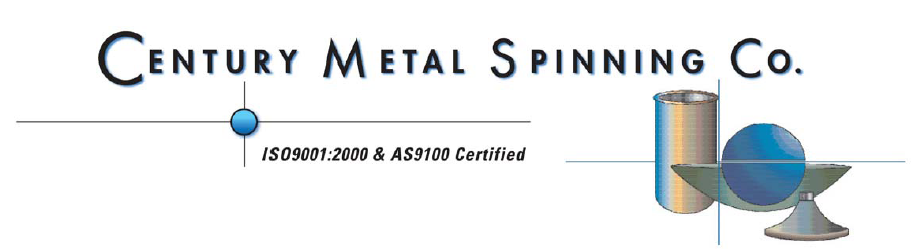 CENTURY METAL SPINNING CO.
ISO9001:2000 & AS9100 Certified